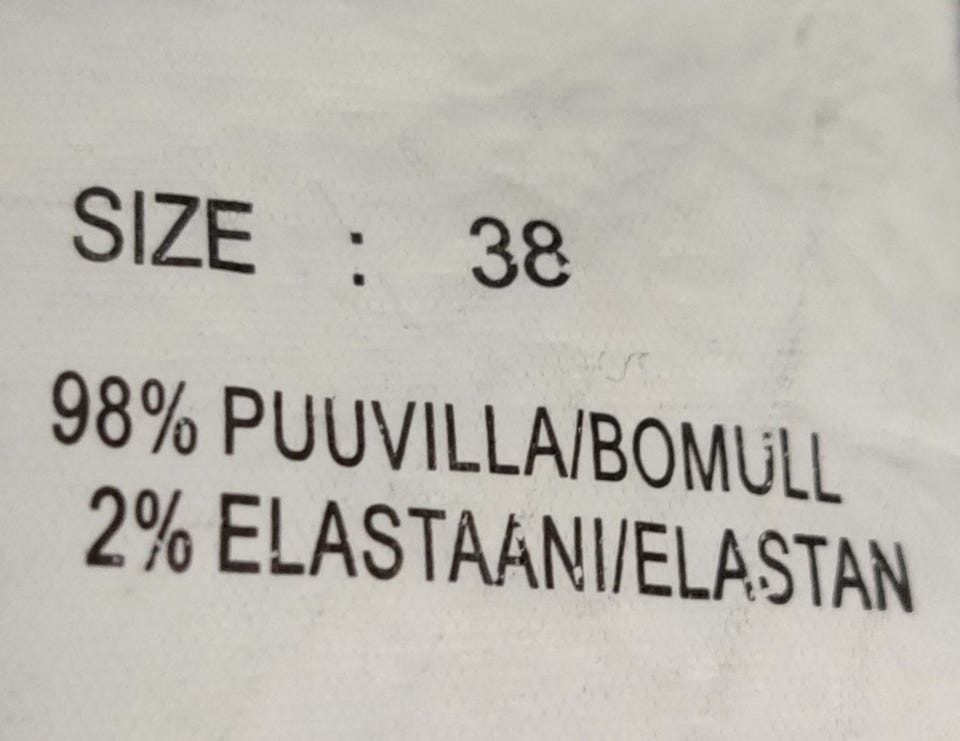 SIZE : 38
98% PUUVILLA/BOMULL
2% ELASTAANI/ELASTAN